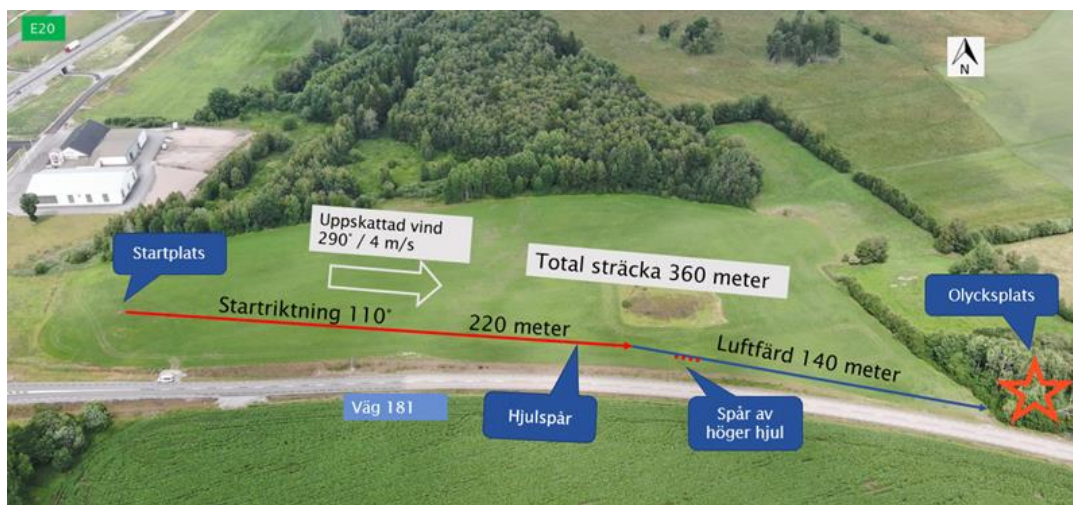 E20
N
Uppskattad vind
290° / 4 m/s
Startplats
Total sträcka 360 meter
Olycksplats
Startriktning 110°
220 meter
Luftfärd 140 meter
Väg 181
Hjulspår
Spår av
höger hjul